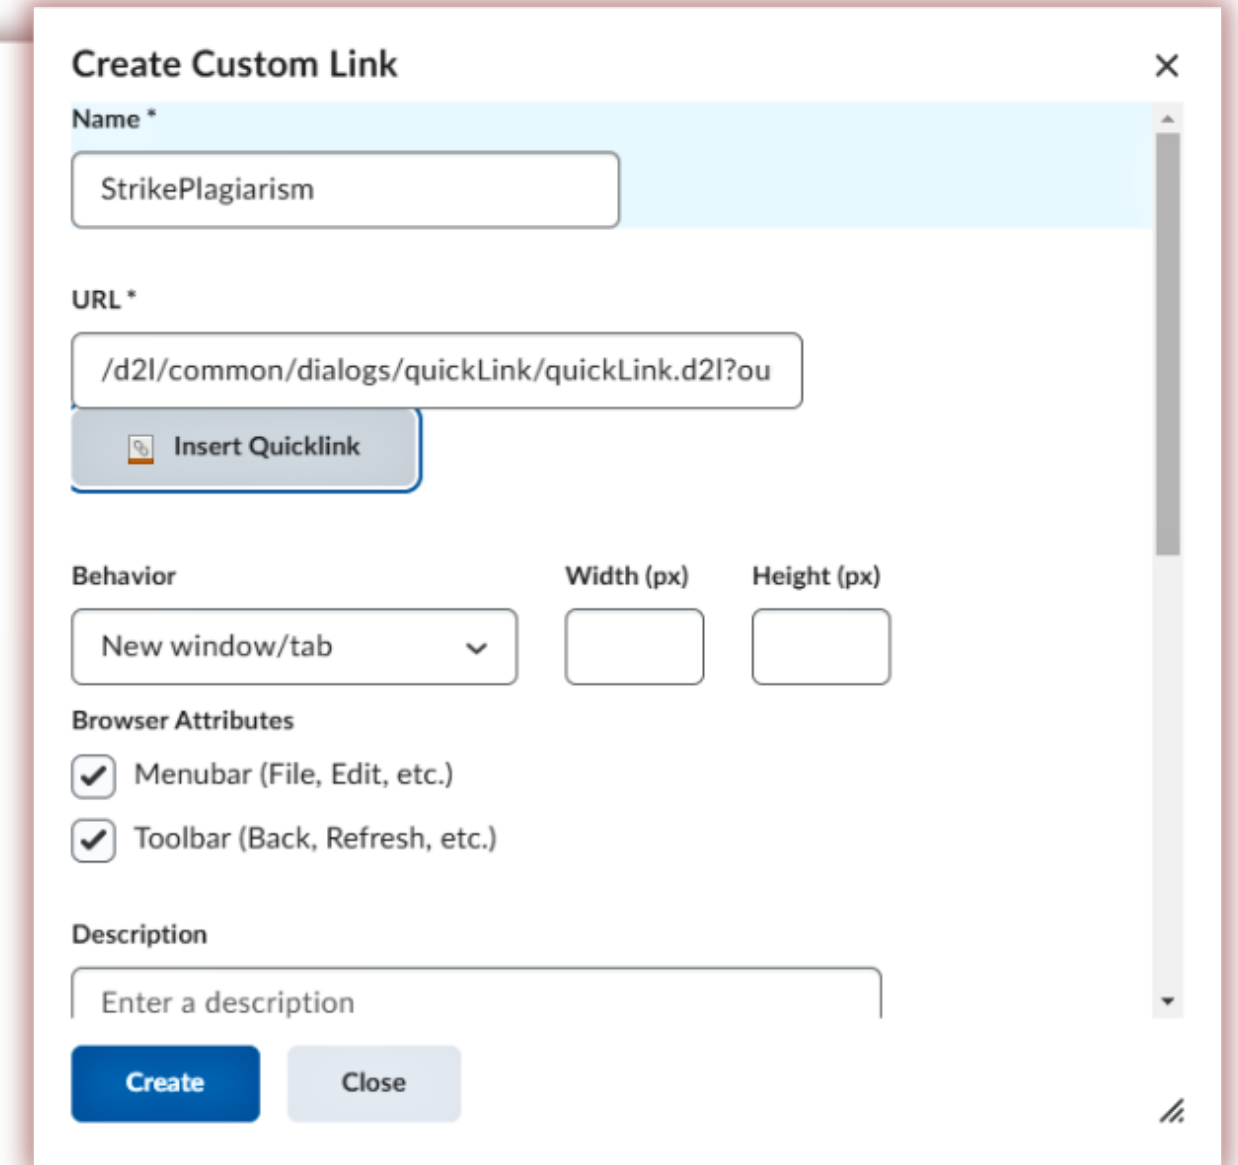 Create Custom Link
Name *
StrikePlagiarism
URL *
/d2l/common/dialogs/quickLink/quickLink.d2l?ou
Insert Quicklink
Behavior Width (px) Height (px)
New window/tab
Browser Attributes
Menubar (File, Edit, etc.)
Toolbar (Back, Refresh, etc.)
Description
Enter a description
Create Close